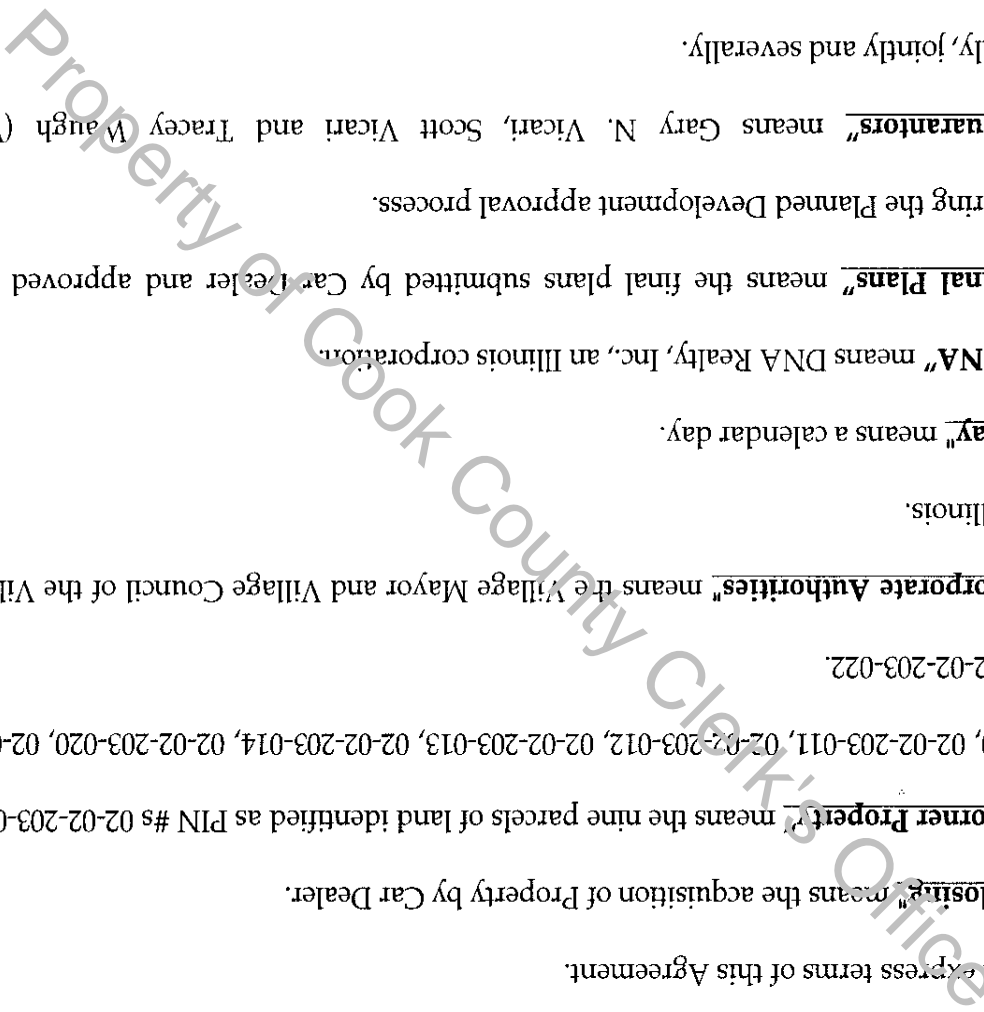 express terms of this Agreement.
losing" means the acquisition of Property by Car Dealer.
orner Property" means the nine parcels of land identified as PIN #s 02-02-203-0
, 02-02-203-011, 02-02-203-012, 02-02-203-013, 02-02-203-014, 02-02-203-020, 02-
2-02-203-022.
orporate Authorities" means the Village Mayor and Village Council of the Vil
llinois.
ay" means a calendar day.
NA" means DNA Realty, Inc., an Illinois corporation.
nal Plans" means the final plans submitted by Car Dealer and approved
ring the Planned Development approval process.
uarantors" means Gary N. Vicari, Scott Vicari and Tracey Waugh (
ly, jointly and severally.
Property of Cook County Clerk's Office